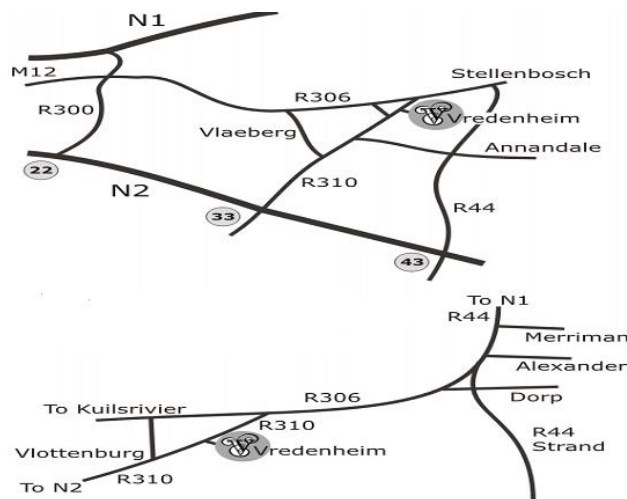 N1
M12
Stellenbosch
R306
R300
Vredenheim
Vlaeberg
Annandale
22
R310
N2
33
R44
43
To N1
R44
Merriman
Alexander
Dorp
R306
To Kuilsrivier
R310
R44
Strand
Vlottenburg
Vredenheim
R310
To N2